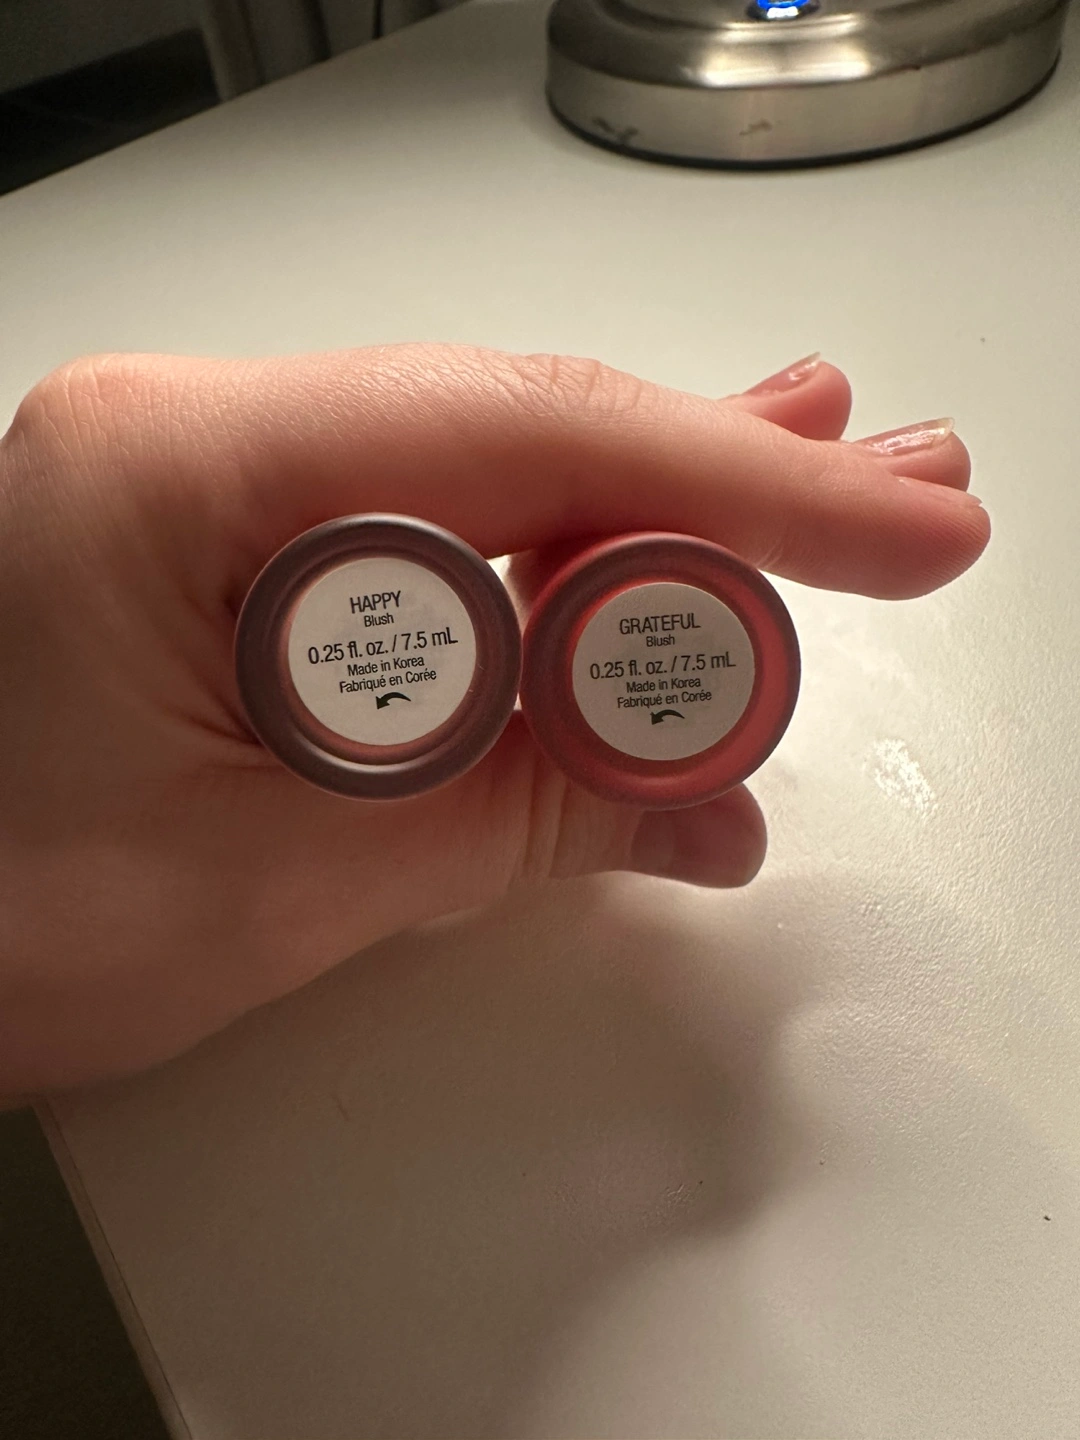 HAPPY
Blush
0.25 fl. oz. / 7.5 mL
Made in Korea
Fabriqué en Corée
GRATEFUL
Blush
0.25 fl. oz. / 7.5 mL
Made in Korea
Fabriqué en Corée